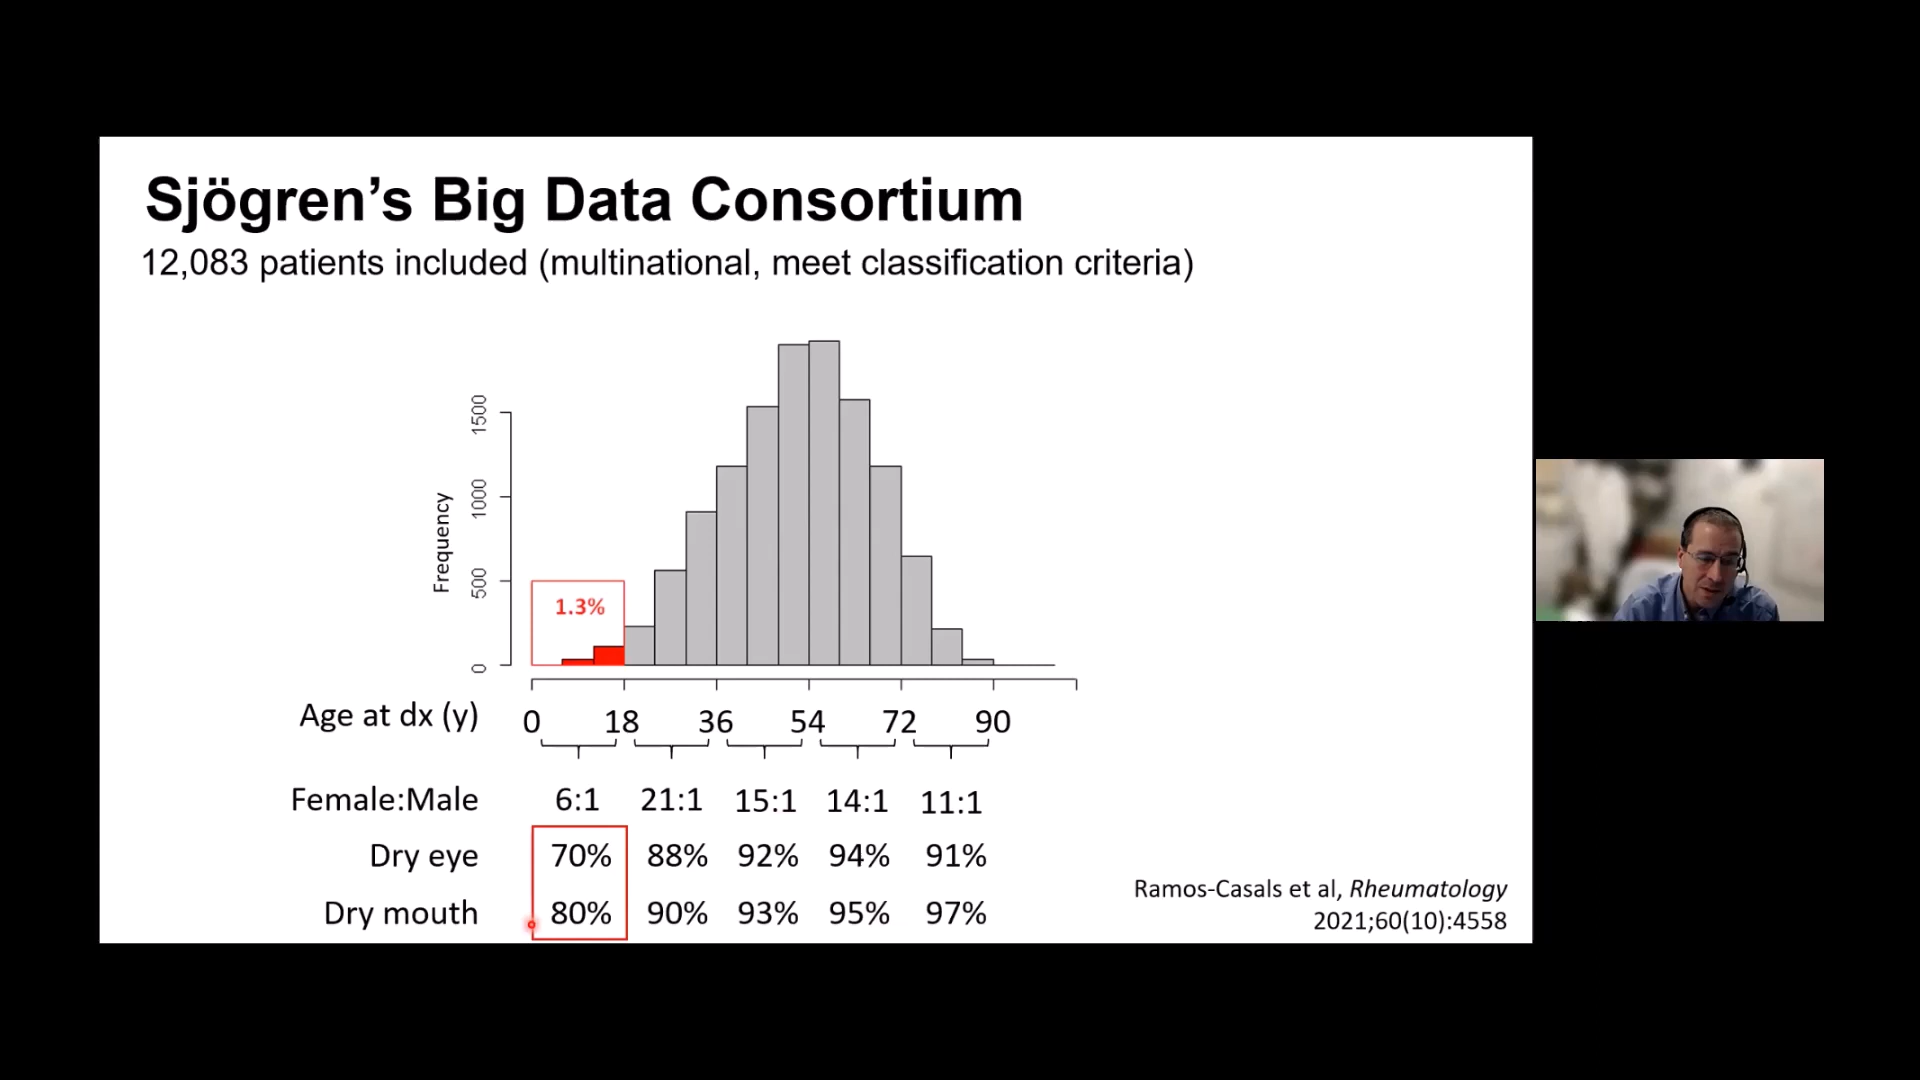 Sjögren’s Big Data Consortium
12,083 patients included (multinational, meet classification criteria)
Frequency
1500
1000
500
0
1.3%
Age at dx (y) 0 18 36 54 72 90
Female:Male 6:1 21:1 15:1 14:1 11:1
Dry eye 70% 88% 92% 94% 91%
Dry mouth 80% 90% 93% 95% 97%
Ramos-Casals et al, Rheumatology
2021;60(10):4558